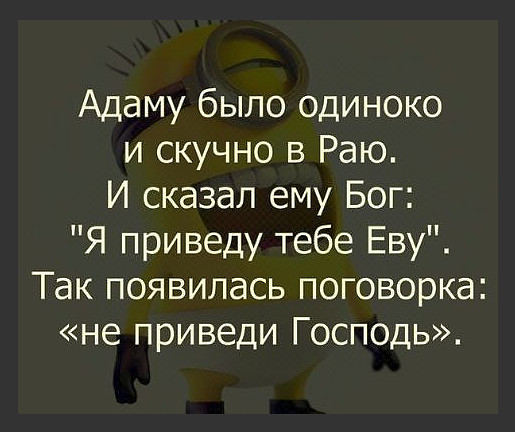 Адаму было одиноко
и скучно в Раю.
И сказал ему Бог:
"Я приведу тебе Еву".
Так появилась поговорка:
«не приведи Господь».